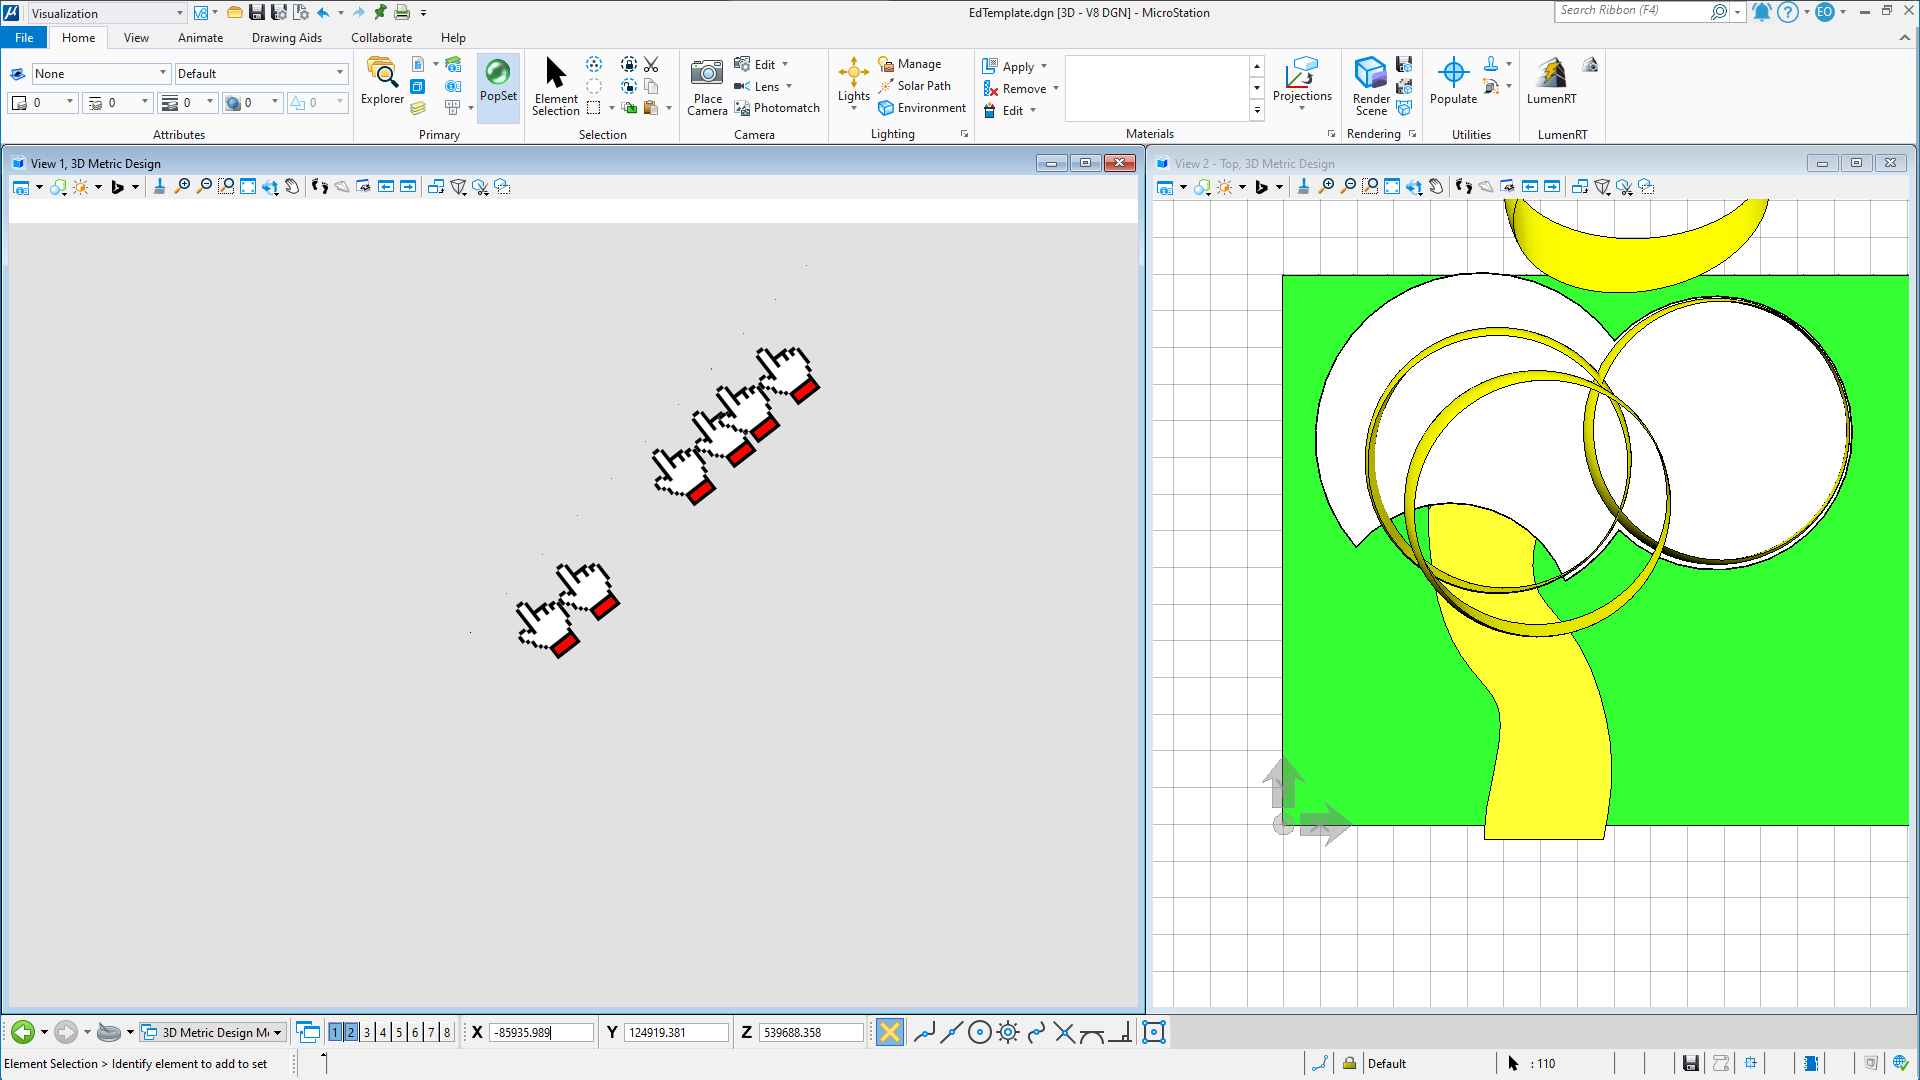 Visualization
EdTemplate.dgn [3D - V8 DGN] - MicroStation
Search Ribbon (F4)
EO
File Home View Animate Drawing Aids Collaborate Help
None
Default
0 0 0 0 0
Attributes
Explorer
PopSet
Primary
Element Selection
Selection
Place Camera
Edit
Lens
Photomatch
Camera
Lights
Manage
Solar Path
Environment
Lighting
Apply
Remove
Edit
Materials
Projections
Render Scene
Rendering
Populate
Utilities
LumenRT
LumenRT
View 1, 3D Metric Design
View 2 - Top, 3D Metric Design
X
3D Metric Design M
1 2 3 4 5 6 7 8
X -85935.989
Y 124919.381
Z 539688.358
Element Selection > Identify element to add to set
Default
: 110